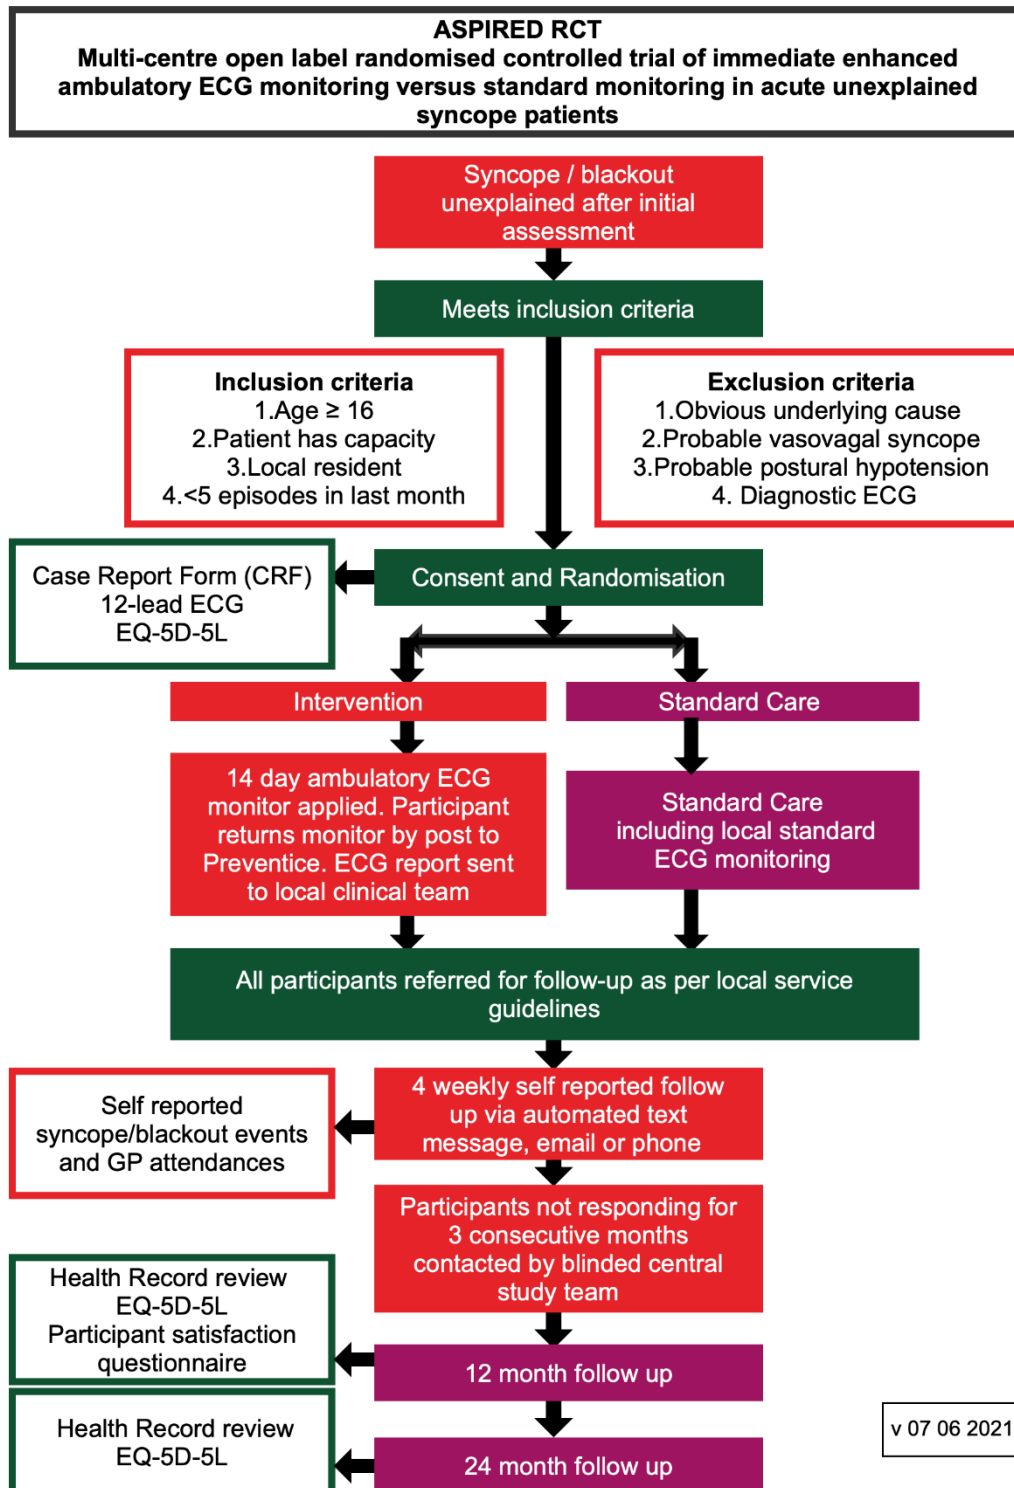 ASPIRED RCT
Multi-centre open label randomised controlled trial of immediate enhanced
ambulatory ECG monitoring versus standard monitoring in acute unexplained
syncope patients
Syncope / blackout
unexplained after initial
assessment
Meets inclusion criteria
Inclusion criteria
1.Age ≥ 16
2.Patient has capacity
3.Local resident
4.<5 episodes in last month
Exclusion criteria
1.Obvious underlying cause
2.Probable vasovagal syncope
3.Probable postural hypotension
4. Diagnostic ECG
Case Report Form (CRF)
12-lead ECG
EQ-5D-5L
Consent and Randomisation
Intervention
Standard Care
14 day ambulatory ECG
monitor applied. Participant
returns monitor by post to
Preventice. ECG report sent
to local clinical team
Standard Care
including local standard
ECG monitoring
All participants referred for follow-up as per local service
guidelines
Self reported
syncope/blackout events
and GP attendances
4 weekly self reported follow
up via automated text
message, email or phone
Participants not responding for
3 consecutive months
contacted by blinded central
study team
Health Record review
EQ-5D-5L
Participant satisfaction
questionnaire
12 month follow up
Health Record review
EQ-5D-5L
24 month follow up
v 07 06 2021